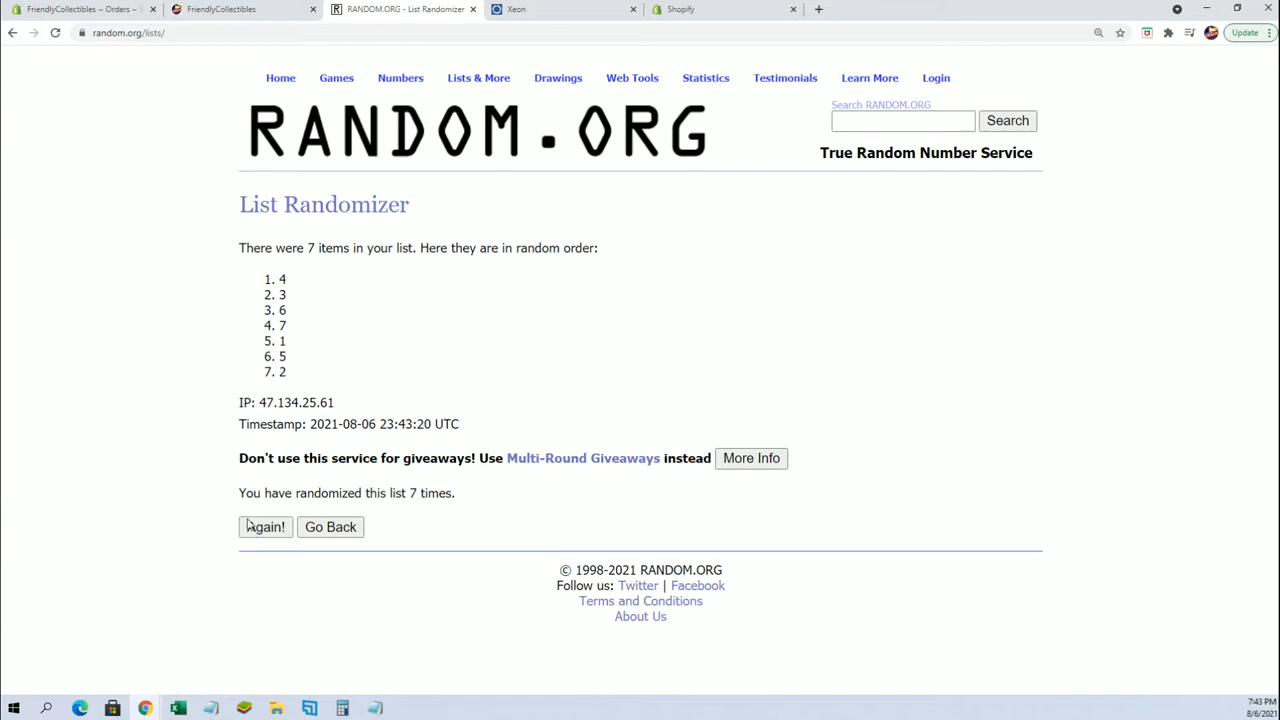 FriendlyCollectibles ~ Orders ~ S
FriendlyCollectibles
RANDOM.ORG - List Randomizer
Xeon
Shopify
random.org/lists/
Update
Home Games Numbers Lists & More Drawings Web Tools Statistics Testimonials Learn More Login
RANDOM.ORG
Search RANDOM.ORG
Search
True Random Number Service
List Randomizer
There were 7 items in your list. Here they are in random order:
1. 4
2. 3
3. 6
4. 7
5. 1
6. 5
7. 2
IP: 47.134.25.61
Timestamp: 2021-08-06 23:43:20 UTC
Don't use this service for giveaways! Use Multi-Round Giveaways instead More Info
You have randomized this list 7 times.
Again! Go Back
© 1998-2021 RANDOM.ORG
Follow us: Twitter | Facebook
Terms and Conditions
About Us
7:43 PM
8/6/2021